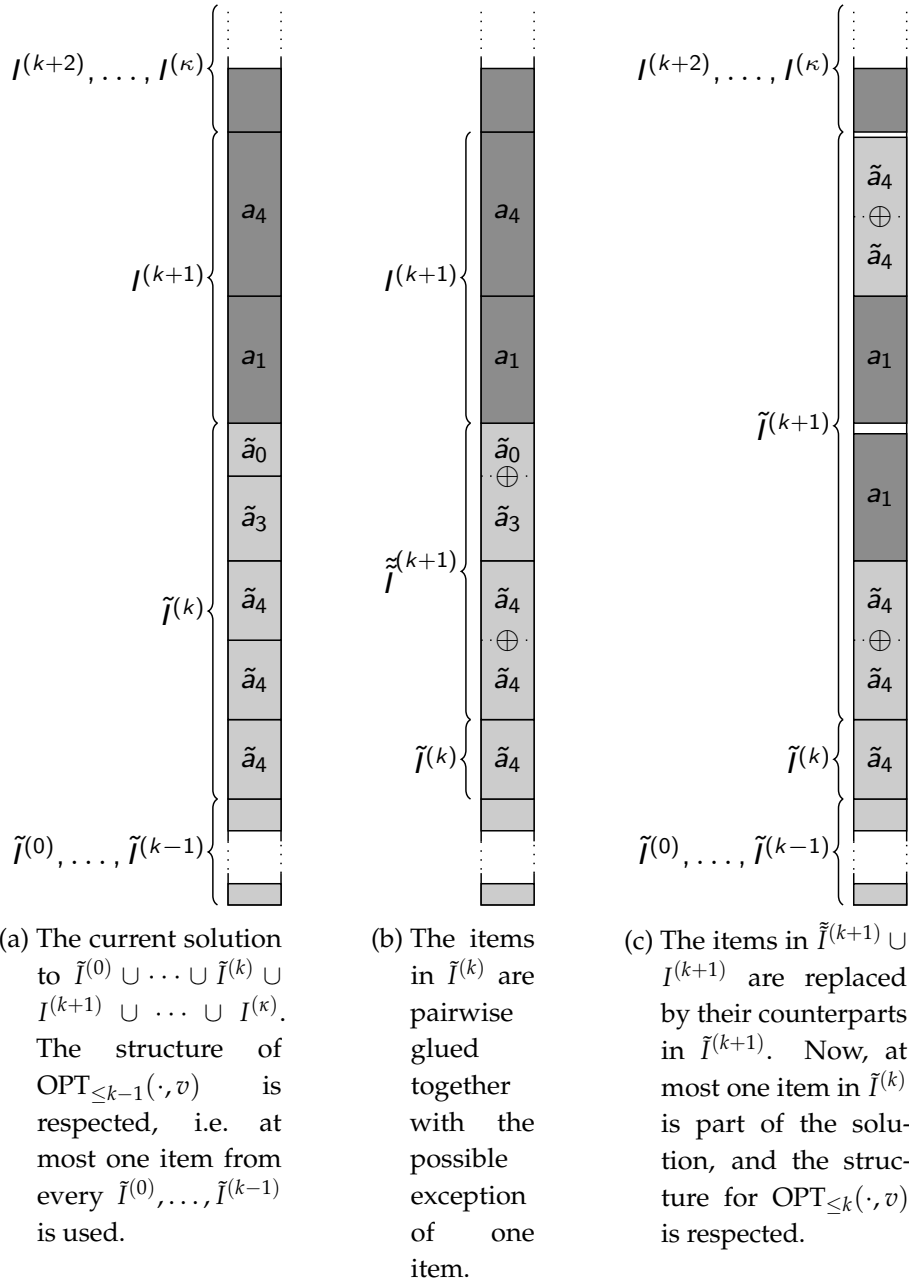 I^{(k+2)}, . . . , I^{(κ)}
I^{(k+1)}
a_4
a_1
ã_0
ã_3
Ĩ^{(k)}
ã_4
ã_4
ã_4
Ĩ^{(0)}, . . . , Ĩ^{(k−1)}
(a) The current solution
to Ĩ^{(0)} ∪ · · · ∪ Ĩ^{(k)} ∪
I^{(k+1)} ∪ · · · ∪ I^{(κ)}.
The structure of
OPT_{≤k−1}(·, v) is
respected, i.e. at
most one item from
every Ĩ^{(0)}, . . . , Ĩ^{(k−1)}
is used.
I^{(k+1)}
a_4
a_1
ã_0
· ⊕ ·
ã_3
Ĩ̃^{(k+1)}
ã_4
· ⊕ ·
ã_4
Ĩ^{(k)}
ã_4
(b) The items
in Ĩ^{(k)} are
pairwise
glued
together
with the
possible
exception
of one
item.
I^{(k+2)}, . . . , I^{(κ)}
ã_4
· ⊕ ·
ã_4
a_1
Ĩ^{(k+1)}
a_1
ã_4
· ⊕ ·
ã_4
Ĩ^{(k)}
ã_4
Ĩ^{(0)}, . . . , Ĩ^{(k−1)}
(c) The items in Ĩ̃^{(k+1)} ∪
I^{(k+1)} are replaced
by their counterparts
in Ĩ^{(k+1)}. Now, at
most one item in Ĩ^{(k)}
is part of the solu-
tion, and the struc-
ture for OPT_{≤k}(·, v)
is respected.